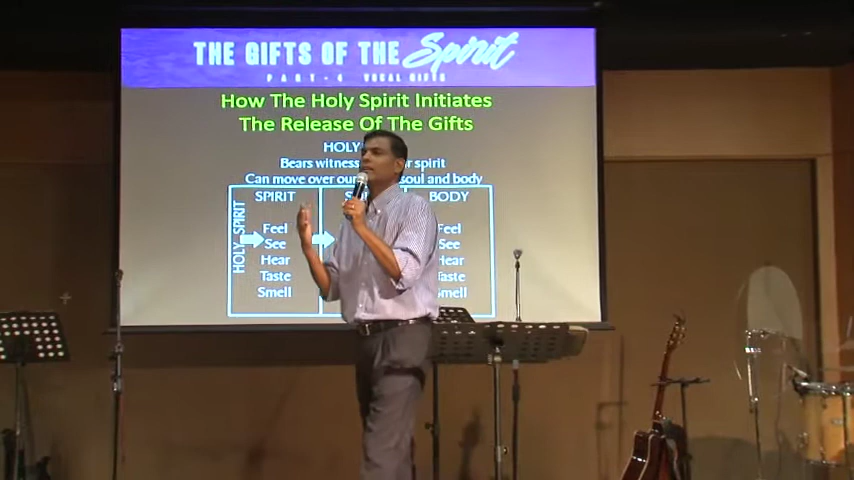 THE GIFTS OF THE Spirit
PART - 4 VOCAL GIFTS
How The Holy Spirit Initiates
The Release Of The Gifts
HOLY
Bears witness spirit
Can move over our soul and body
SPIRIT BODY
HOLY SPIRIT
Feel Feel
See See
Hear Hear
Taste Taste
Smell Smell